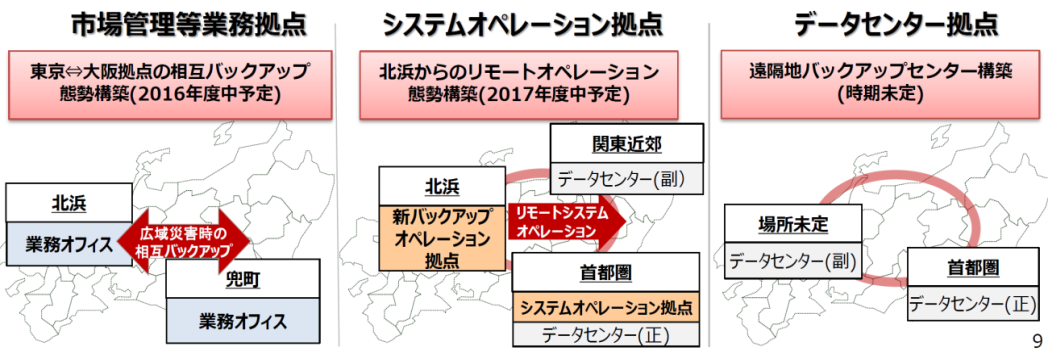 市場管理等業務拠点
東京⇔大阪拠点の相互バックアップ
態勢構築(2016年度中予定)
北浜
業務オフィス
広域災害時の
相互バックアップ
兜町
業務オフィス
システムオペレーション拠点
北浜からのリモートオペレーション
態勢構築(2017年度中予定)
関東近郊
データセンター(副)
北浜
新バックアップ
オペレーション
拠点
リモートシステム
オペレーション
首都圏
システムオペレーション拠点
データセンター(正)
データセンター拠点
遠隔地バックアップセンター構築
(時期未定)
場所未定
データセンター(副)
首都圏
データセンター(正)
9